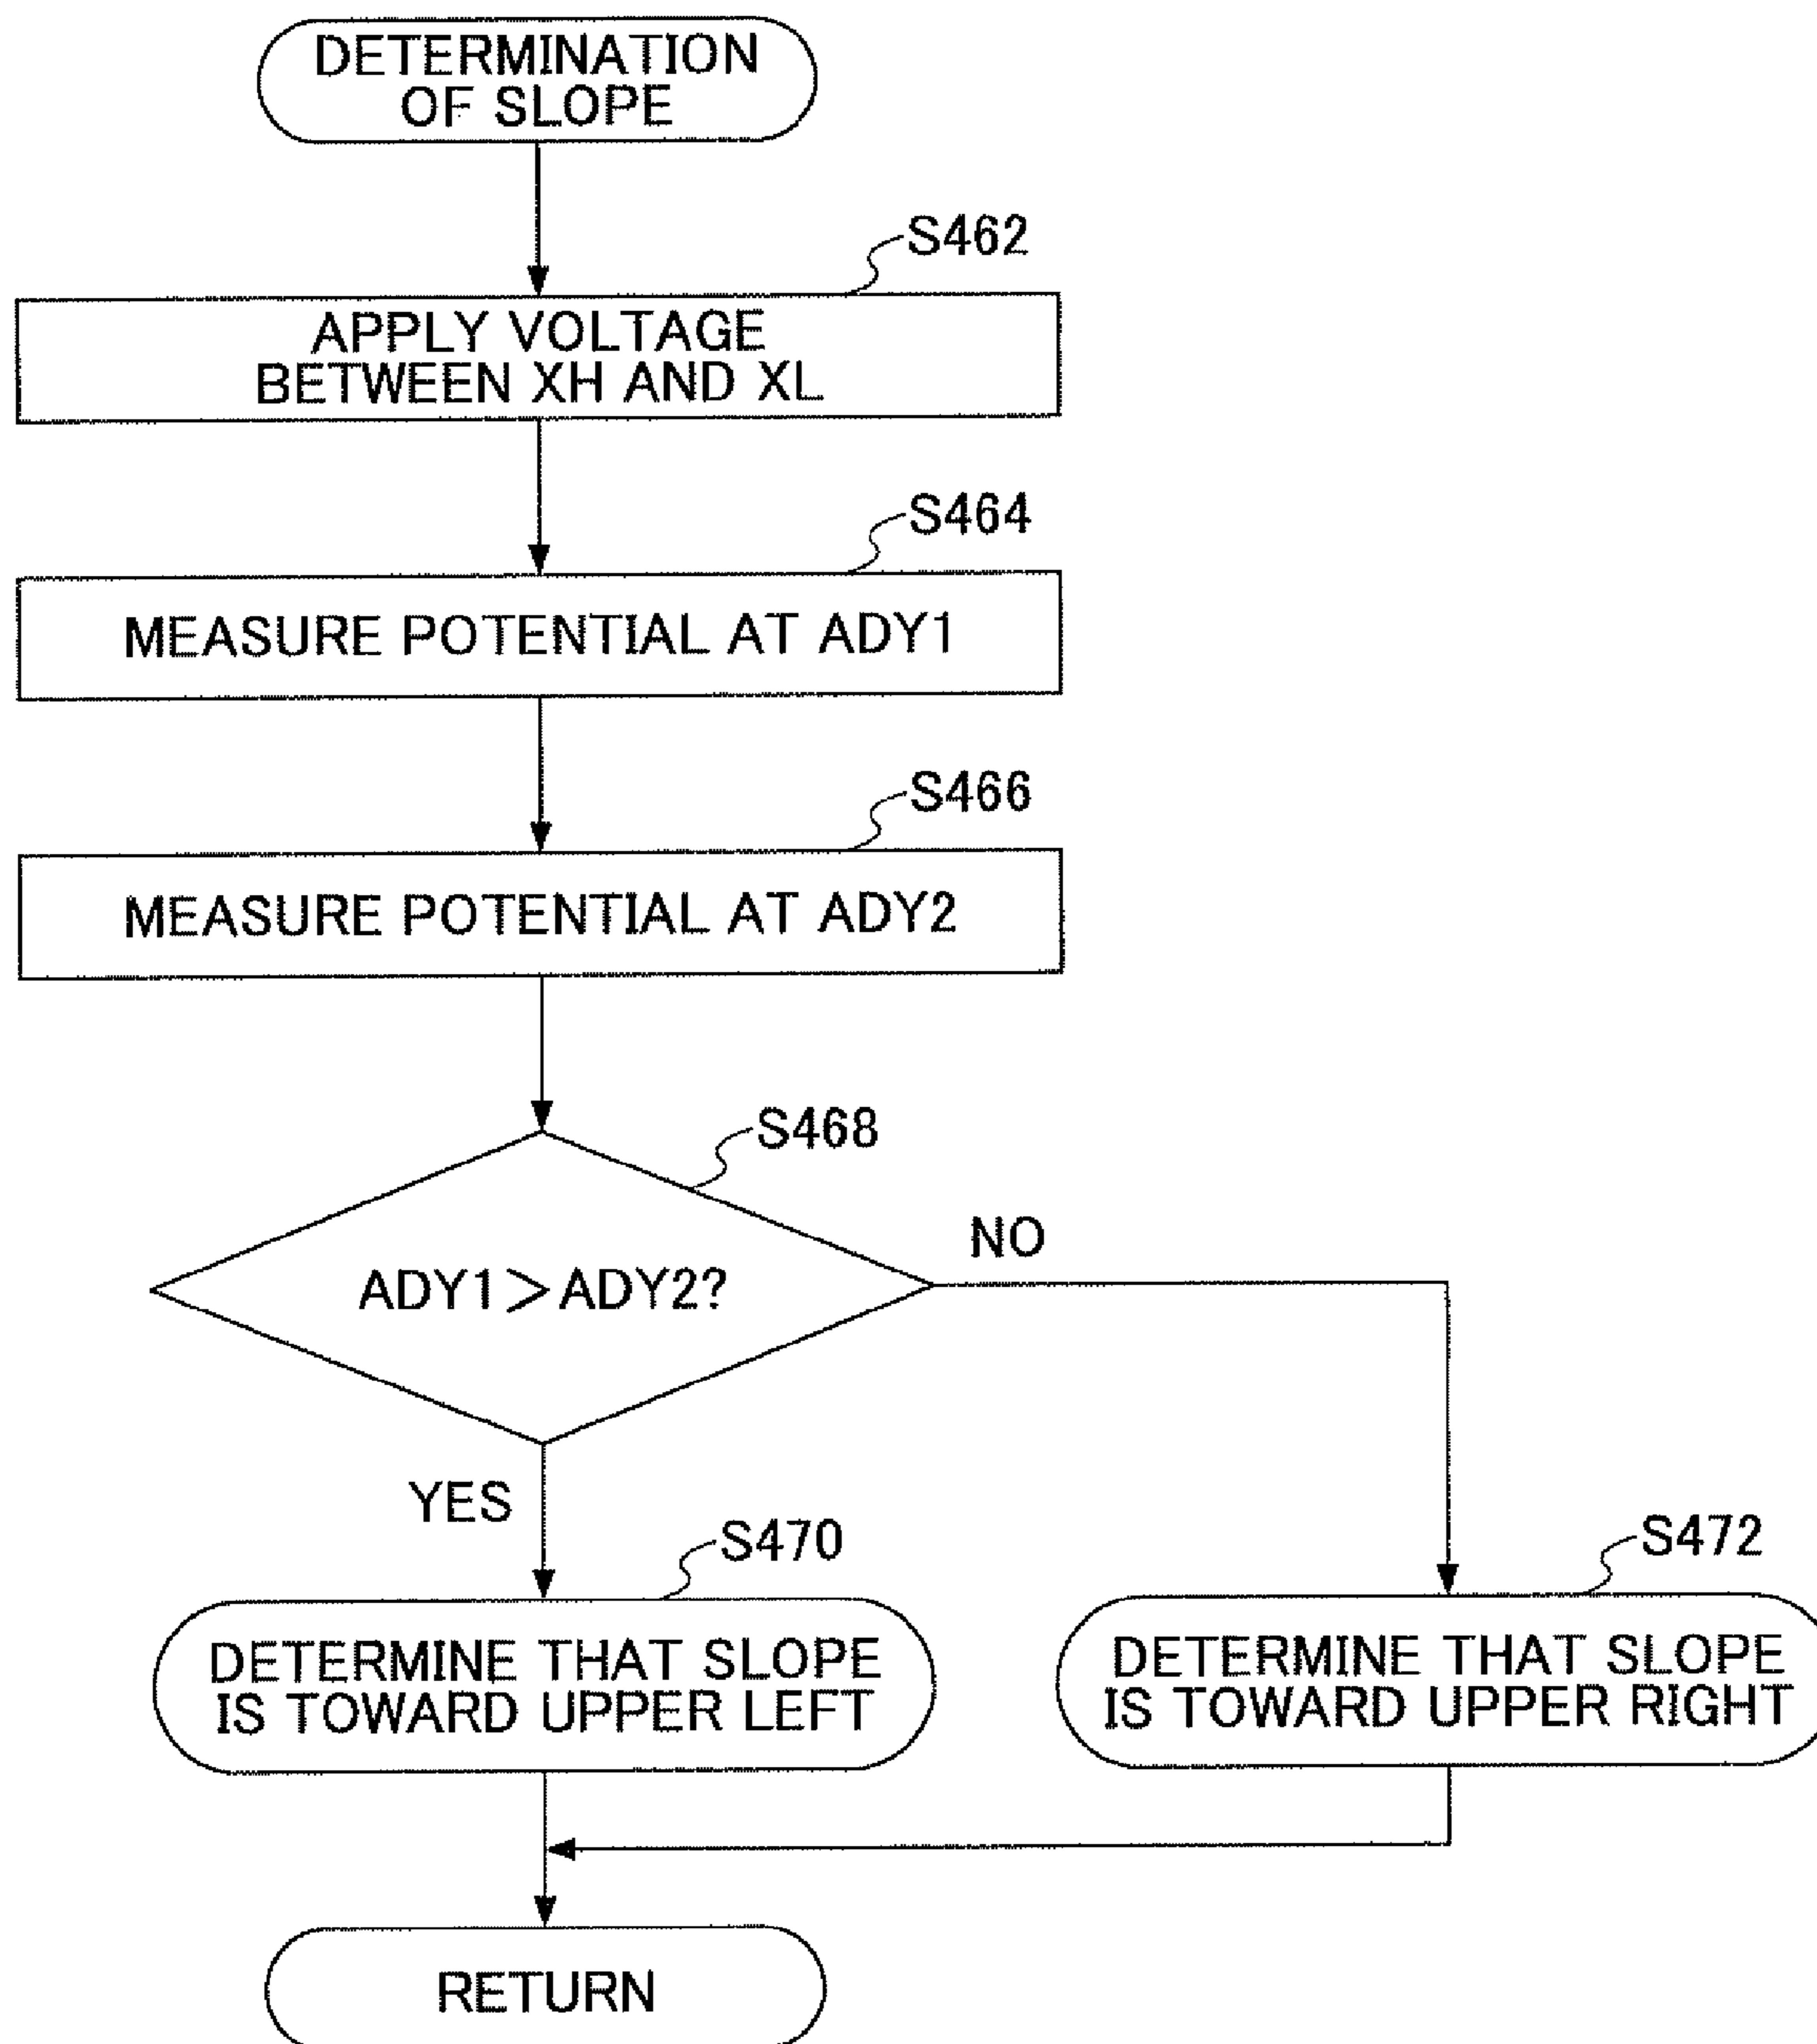 DETERMINATION
OF SLOPE
S462
APPLY VOLTAGE
BETWEEN XH AND XL
S464
MEASURE POTENTIAL AT ADY1
S466
MEASURE POTENTIAL AT ADY2
S468
ADY1>ADY2?
NO
YES
S470
DETERMINE THAT SLOPE
IS TOWARD UPPER LEFT
S472
DETERMINE THAT SLOPE
IS TOWARD UPPER RIGHT
RETURN